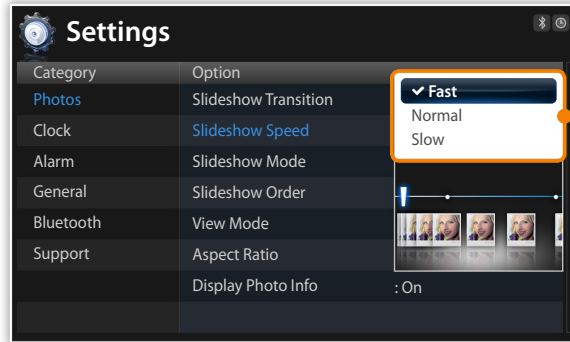 Settings
Category Option
Photos Slideshow Transition
✔ Fast
Normal
Slow
Clock Slideshow Speed
Alarm Slideshow Mode
General Slideshow Order
Bluetooth View Mode
Support Aspect Ratio
Display Photo Info : On